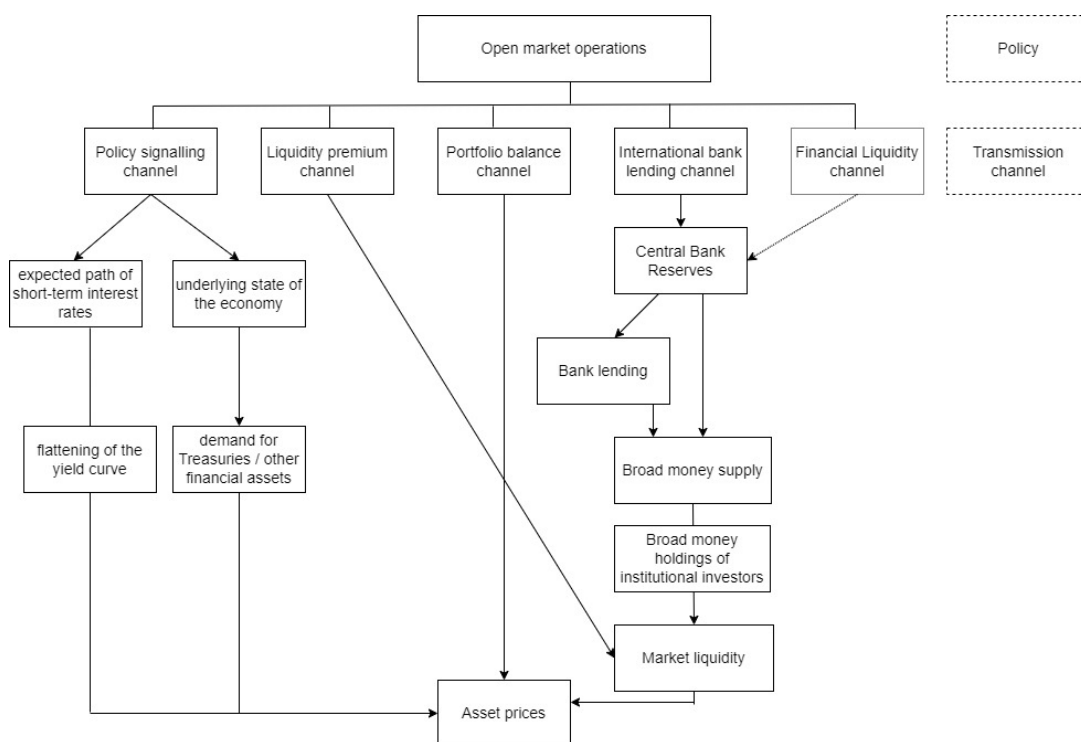 Open market operations
Policy
Policy signalling
channel
Liquidity premium
channel
Portfolio balance
channel
International bank
lending channel
Financial Liquidity
channel
Transmission
channel
Central Bank
Reserves
expected path of
short-term interest
rates
underlying state of
the economy
Bank lending
flattening of the
yield curve
demand for
Treasuries / other
financial assets
Broad money supply
Broad money
holdings of
institutional investors
Market liquidity
Asset prices